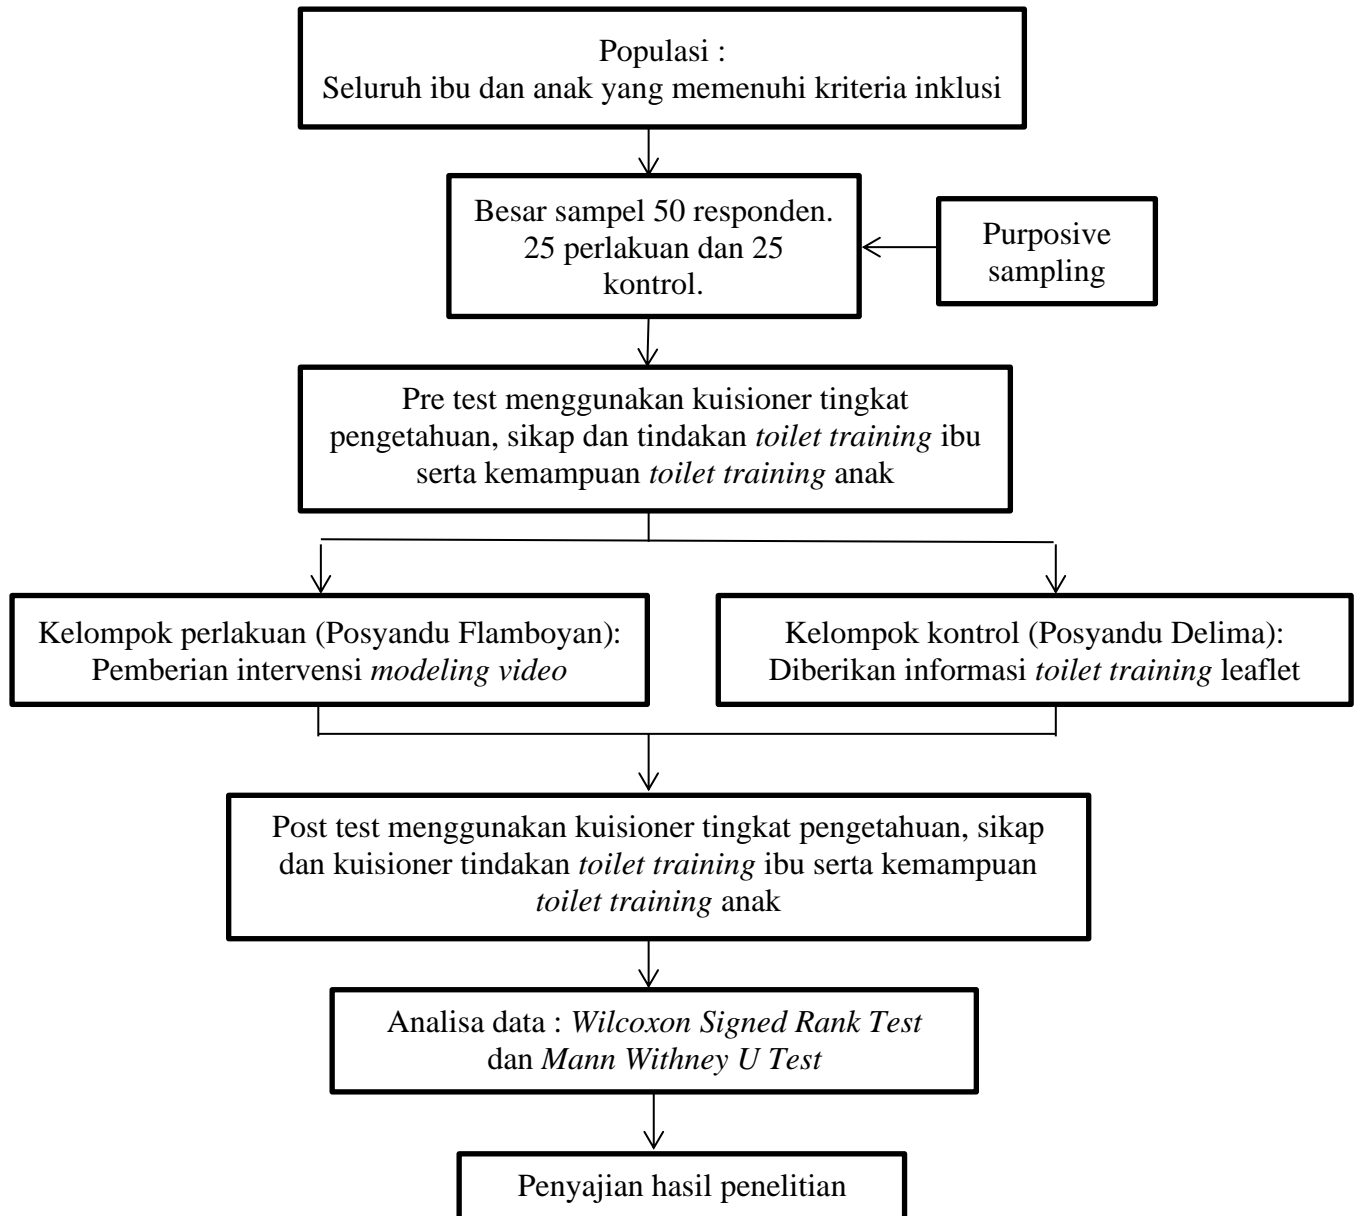 Populasi :
Seluruh ibu dan anak yang memenuhi kriteria inklusi
Besar sampel 50 responden.
25 perlakuan dan 25
kontrol.
Purposive
sampling
Pre test menggunakan kuisioner tingkat
pengetahuan, sikap dan tindakan toilet training ibu
serta kemampuan toilet training anak
Kelompok perlakuan (Posyandu Flamboyan):
Pemberian intervensi modeling video
Kelompok kontrol (Posyandu Delima):
Diberikan informasi toilet training leaflet
Post test menggunakan kuisioner tingkat pengetahuan, sikap
dan kuisioner tindakan toilet training ibu serta kemampuan
toilet training anak
Analisa data : Wilcoxon Signed Rank Test
dan Mann Withney U Test
Penyajian hasil penelitian